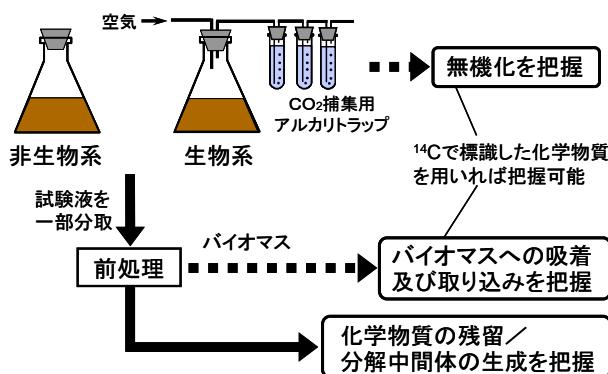 空気
無機化を把握
CO₂捕集用
アルカリトラップ
非生物系
生物系
¹⁴Cで標識した化学物質
を用いれば把握可能
試験液を
一部分取
バイオマス
前処理
バイオマスへの吸着
及び取り込みを把握
化学物質の残留／
分解中間体の生成を把握